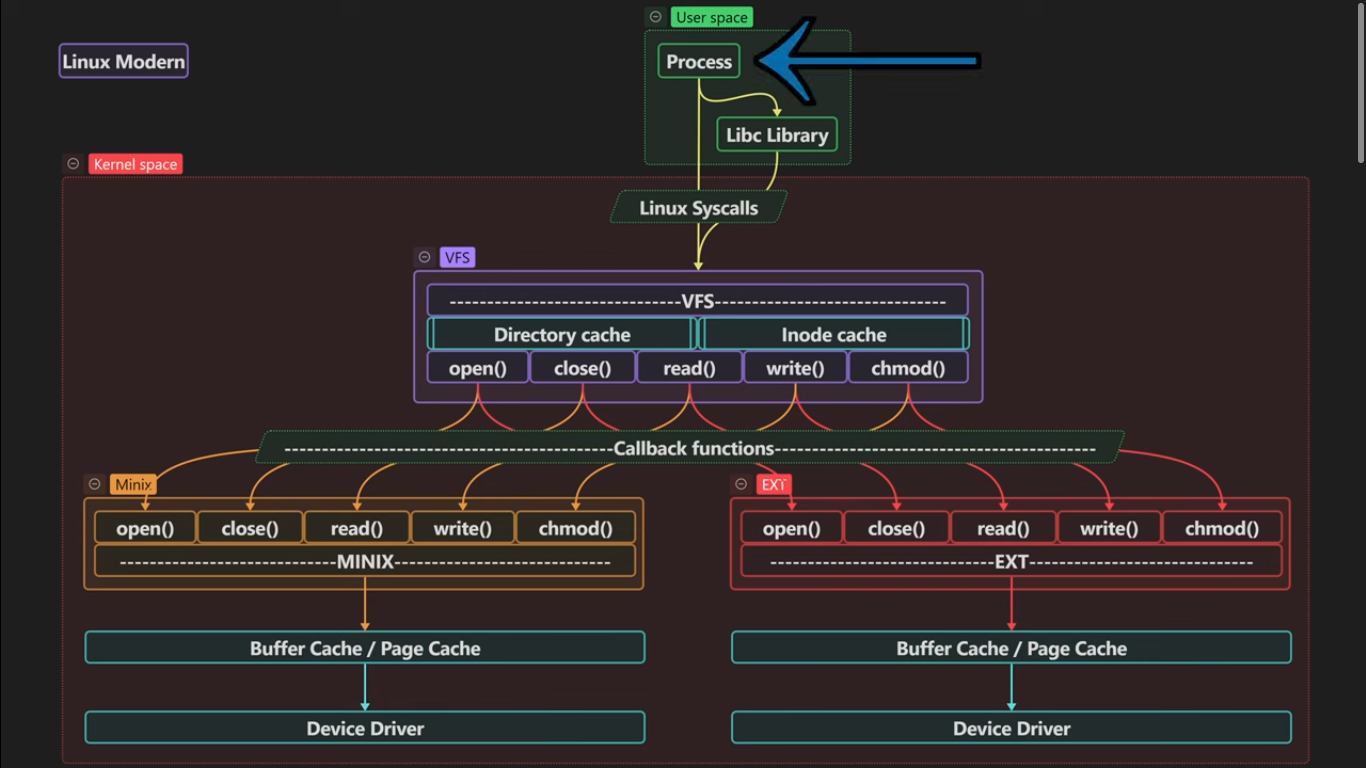 User space
Linux Modern
Process
Libc Library
Kernel space
Linux Syscalls
VFS
-------------------------------VFS-------------------------------
Directory cache Inode cache
open() close() read() write() chmod()
--------------------------------------------Callback functions-------------------------------------------
Minix EXT
open() close() read() write() chmod() open() close() read() write() chmod()
-----------------------------MINIX----------------------------- ------------------------------EXT------------------------------
Buffer Cache / Page Cache Buffer Cache / Page Cache
Device Driver Device Driver